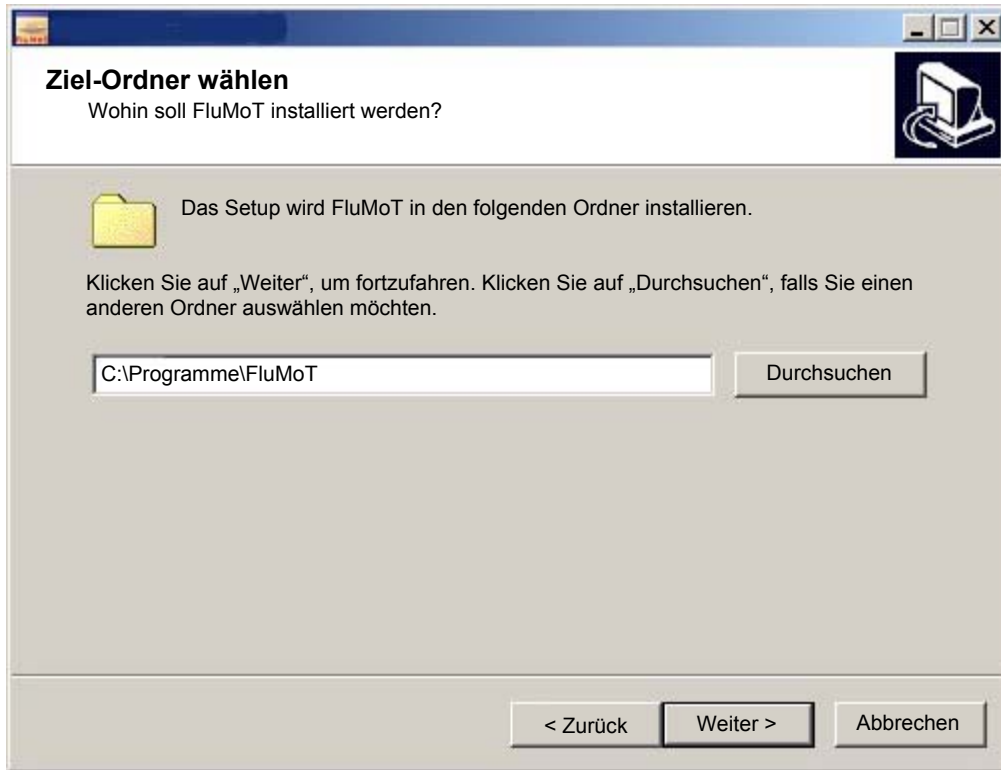 Ziel-Ordner wählen
Wohin soll FluMoT installiert werden?
Das Setup wird FluMoT in den folgenden Ordner installieren.
Klicken Sie auf „Weiter“, um fortzufahren. Klicken Sie auf „Durchsuchen“, falls Sie einen
anderen Ordner auswählen möchten.
C:\Programme\FluMoT
Durchsuchen
< Zurück
Weiter >
Abbrechen